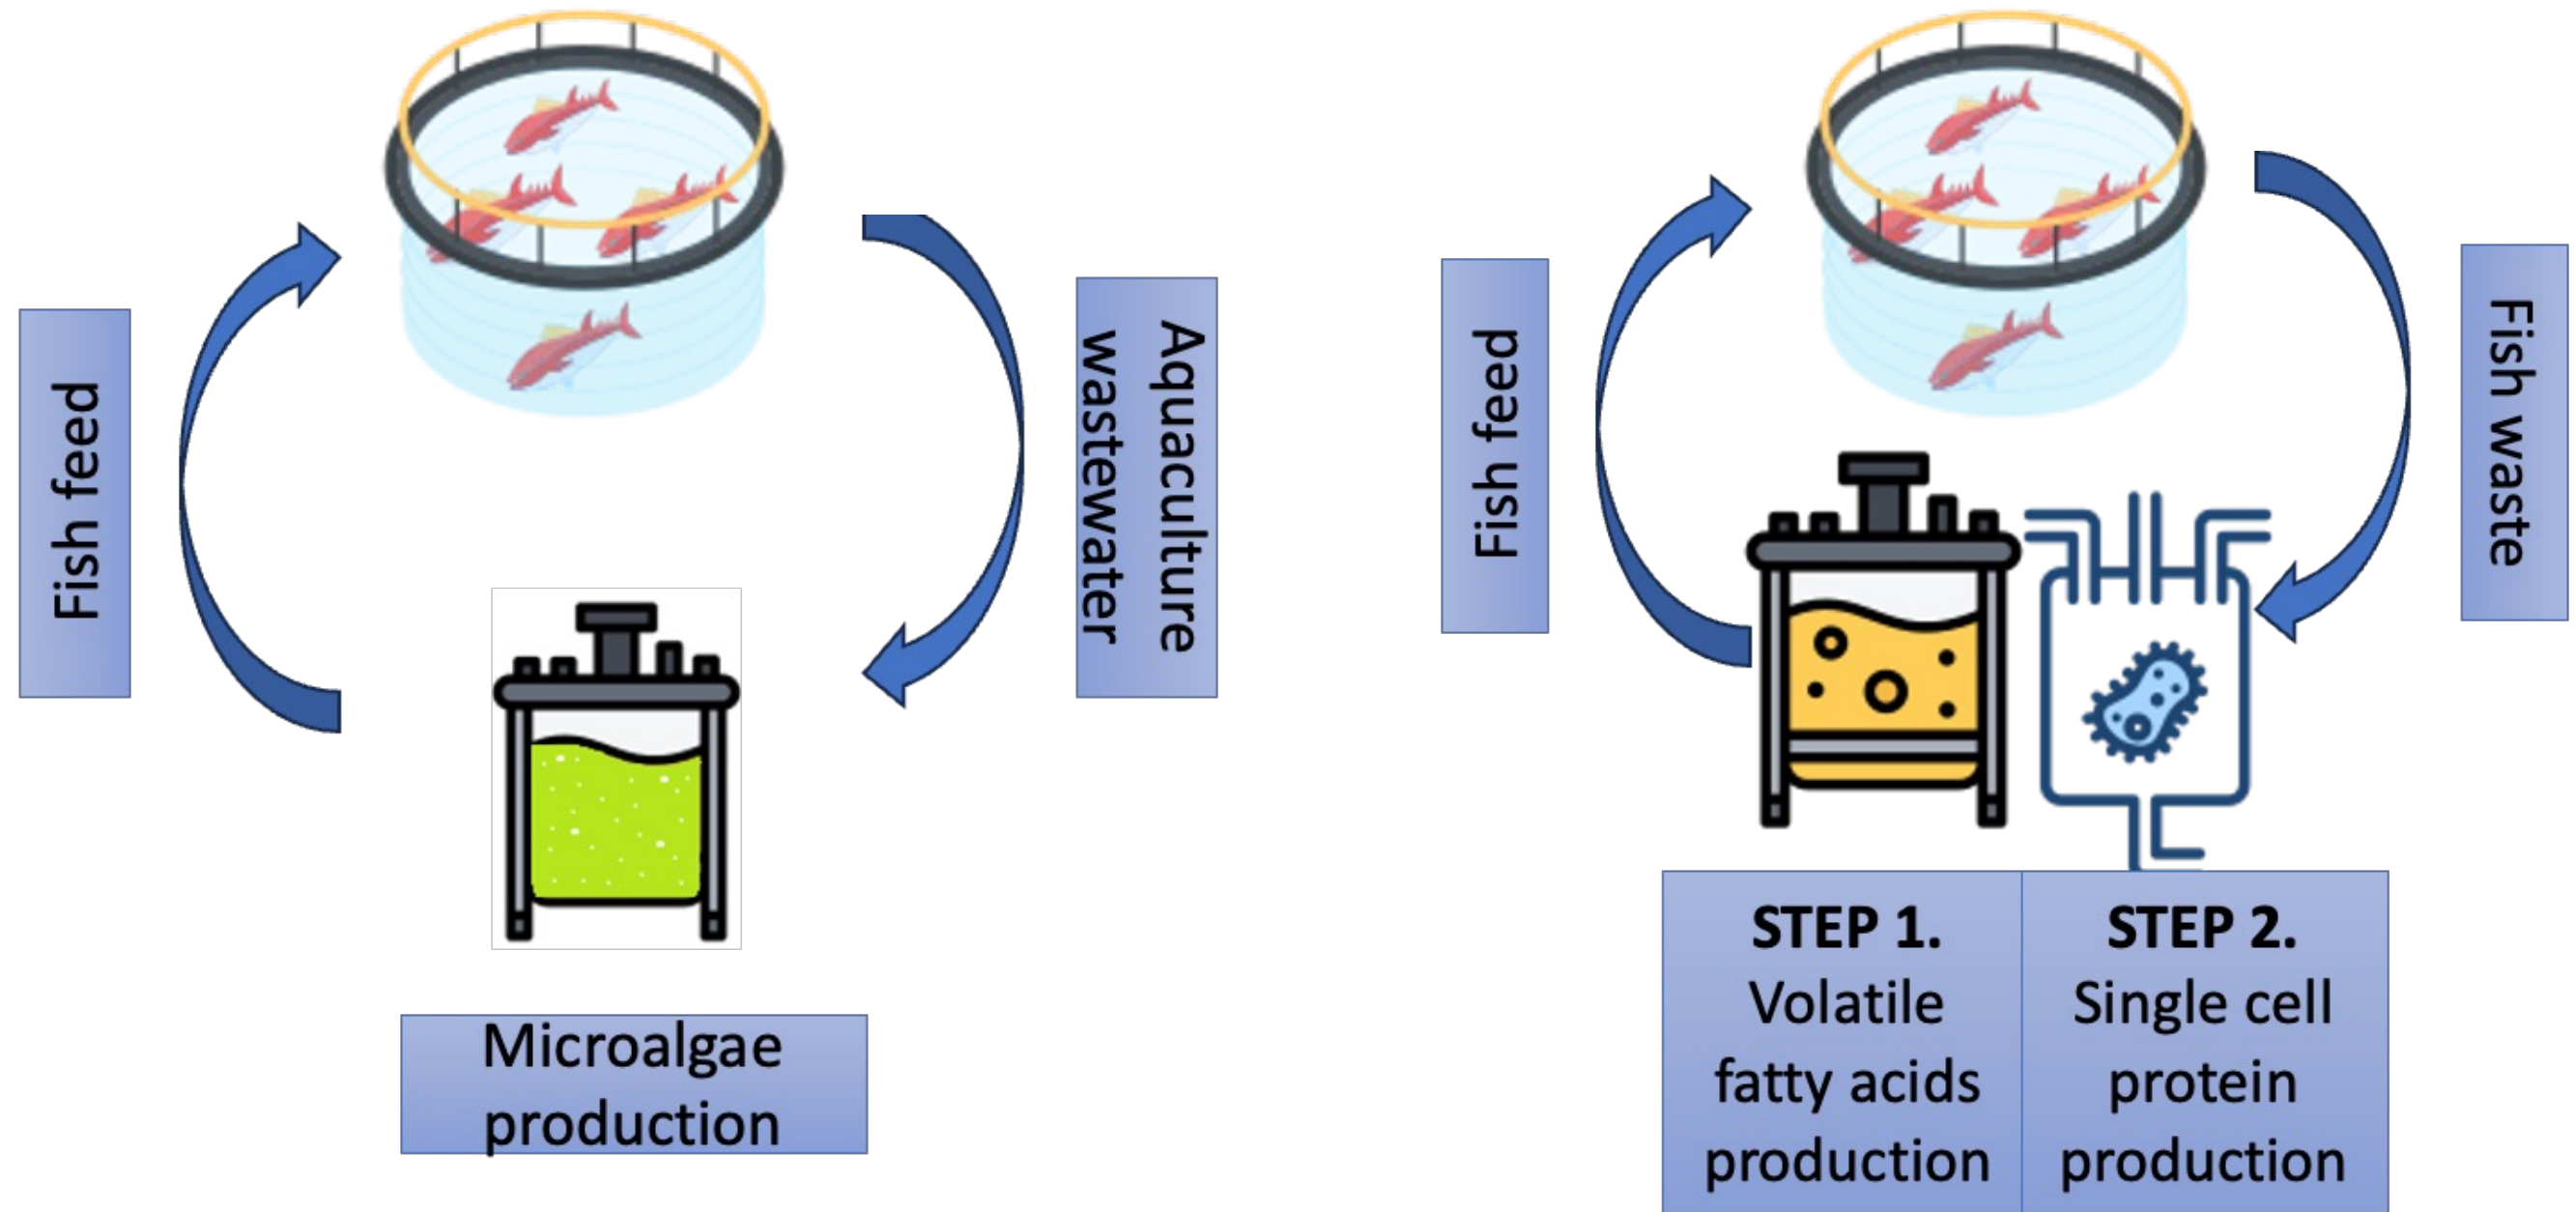 Fish feed
Aquaculture
wastewater
Microalgae
production
Fish feed
Fish waste
STEP 1.
Volatile
fatty acids
production
STEP 2.
Single cell
protein
production